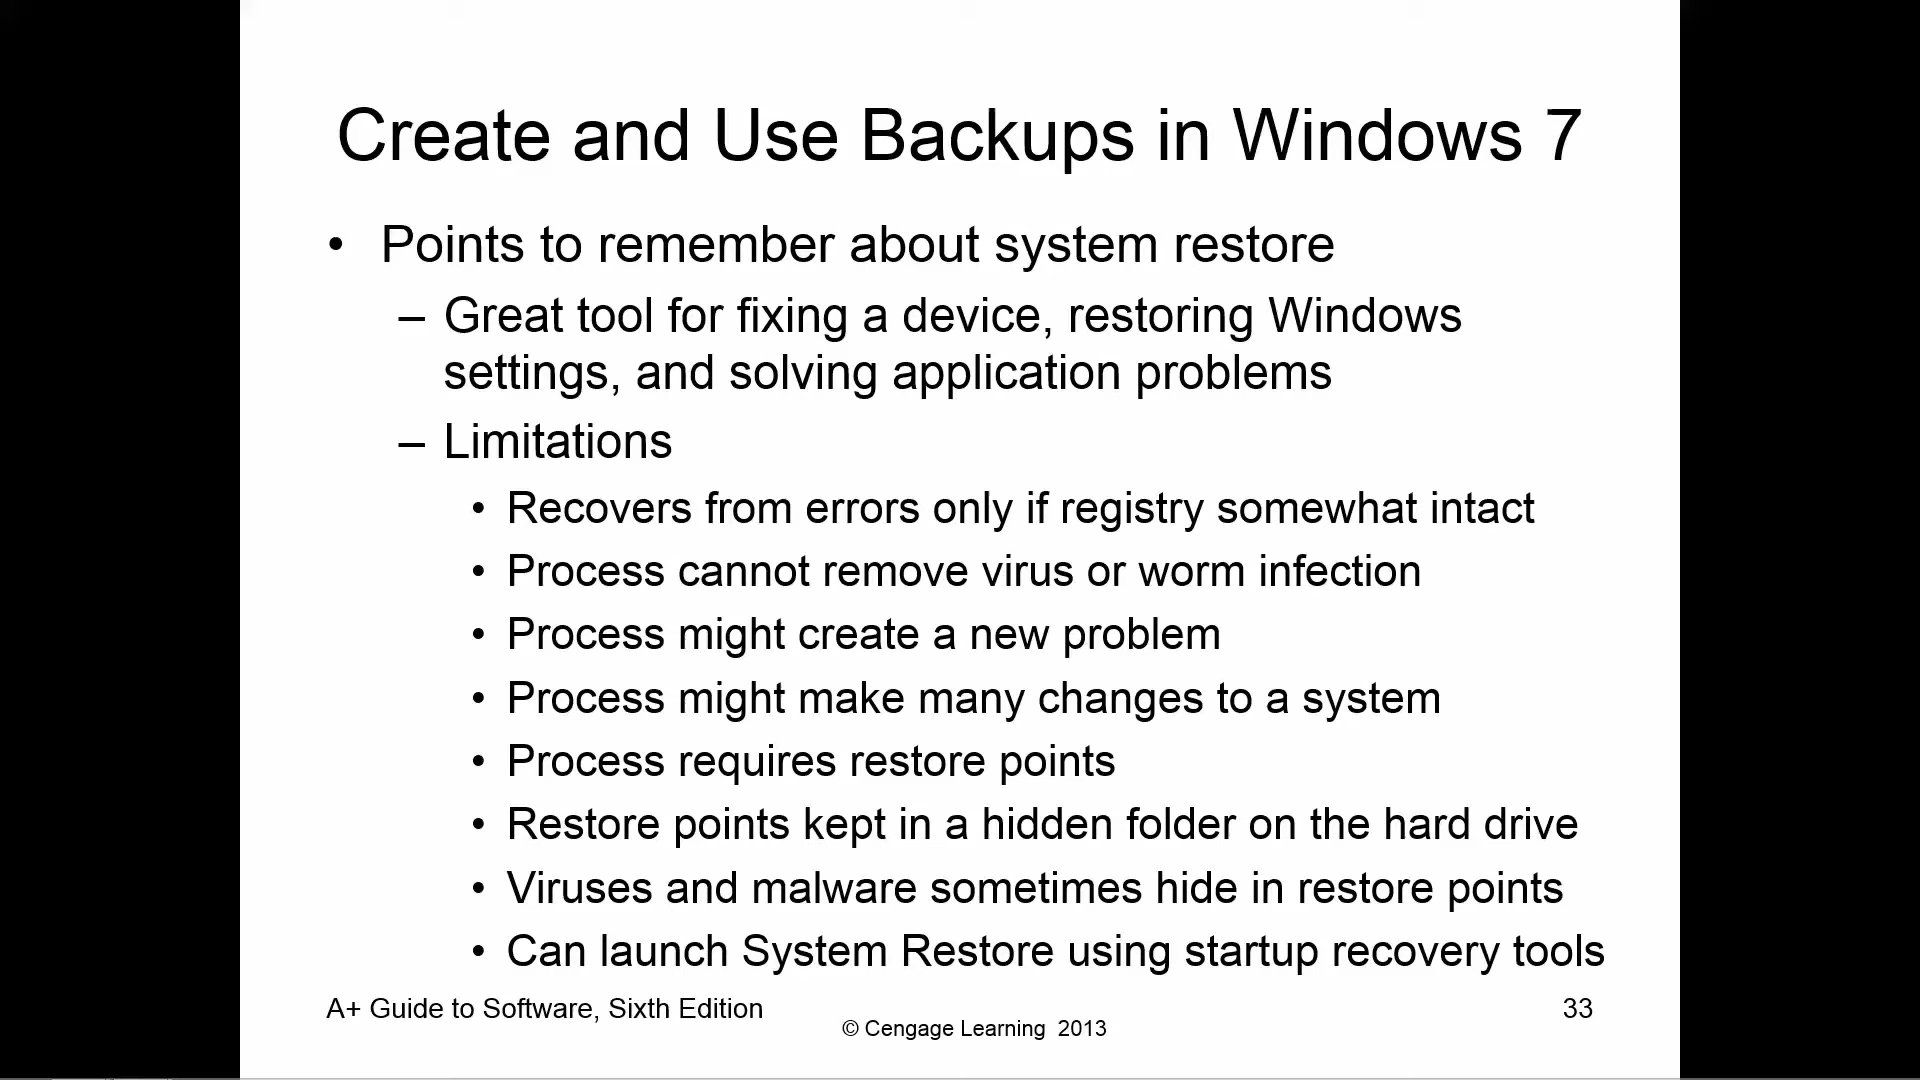 Create and Use Backups in Windows 7
• Points to remember about system restore
– Great tool for fixing a device, restoring Windows
settings, and solving application problems
– Limitations
• Recovers from errors only if registry somewhat intact
• Process cannot remove virus or worm infection
• Process might create a new problem
• Process might make many changes to a system
• Process requires restore points
• Restore points kept in a hidden folder on the hard drive
• Viruses and malware sometimes hide in restore points
• Can launch System Restore using startup recovery tools
A+ Guide to Software, Sixth Edition
© Cengage Learning 2013
33